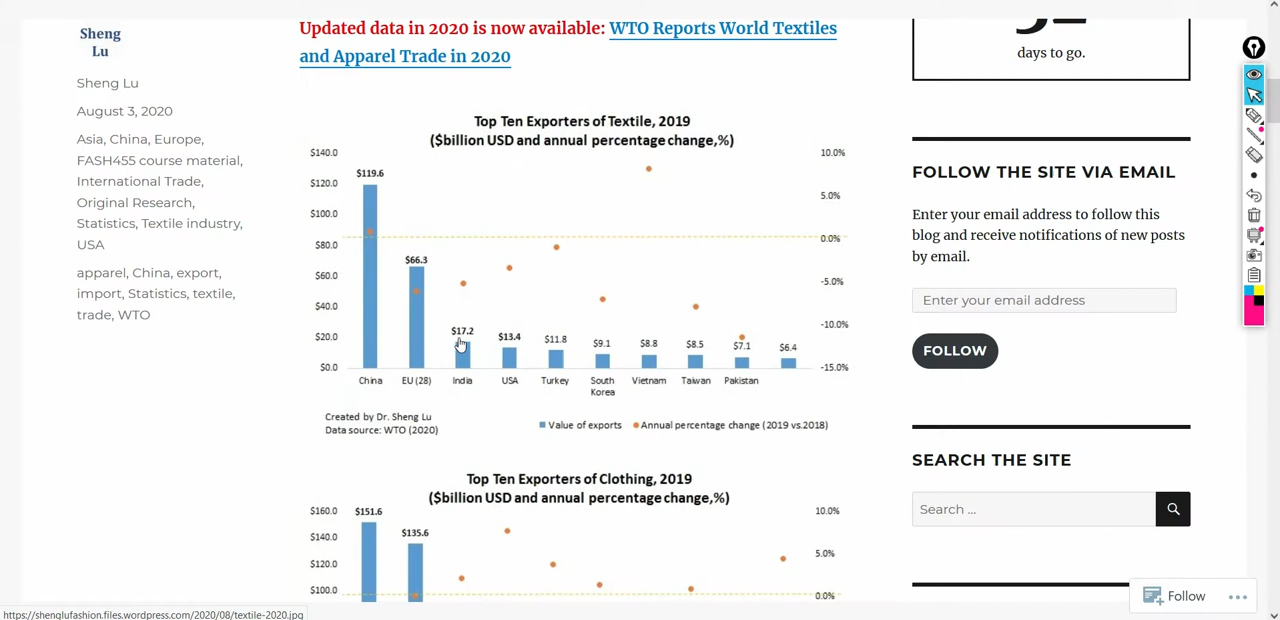 Sheng
Lu
Sheng Lu
August 3, 2020
Asia, China, Europe,
FASH455 course material,
International Trade,
Original Research,
Statistics, Textile industry,
USA
apparel, China, export,
import, Statistics, textile,
trade, WTO
Updated data in 2020 is now available: WTO Reports World Textiles
and Apparel Trade in 2020
Top Ten Exporters of Textile, 2019
($billion USD and annual percentage change,%)
$140.0
$120.0
$100.0
$80.0
$60.0
$40.0
$20.0
$0.0
10.0%
5.0%
0.0%
-5.0%
-10.0%
-15.0%
$119.6
$66.3
$17.2
$13.4
$11.8
$9.1
$8.8
$8.5
$7.1
$6.4
China
EU (28)
India
USA
Turkey
South
Korea
Vietnam
Taiwan
Pakistan
Created by Dr. Sheng Lu
Data source: WTO (2020)
Value of exports
Annual percentage change (2019 vs.2018)
Top Ten Exporters of Clothing, 2019
($billion USD and annual percentage change,%)
$160.0
$140.0
$120.0
$100.0
$151.6
$135.6
10.0%
5.0%
0.0%
days to go.
FOLLOW THE SITE VIA EMAIL
Enter your email address to follow this
blog and receive notifications of new posts
by email.
Enter your email address
FOLLOW
SEARCH THE SITE
Search ...
Follow
https://shenglufashion.files.wordpress.com/2020/08/textile-2020.jpg